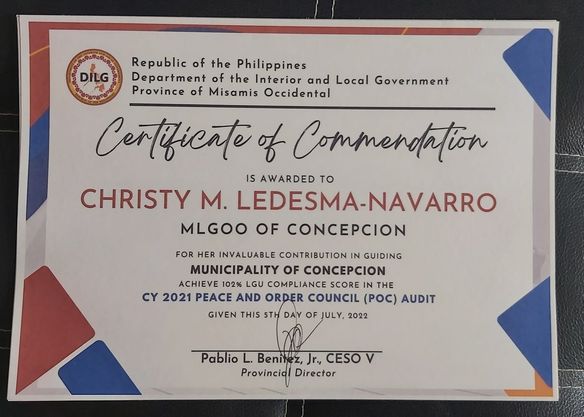 DILG
Republic of the Philippines
Department of the Interior and Local Government
Province of Misamis Occidental
Certificate of Commendation
IS AWARDED TO
CHRISTY M. LEDESMA-NAVARRO
MLGOO OF CONCEPCION
FOR HER INVALUABLE CONTRIBUTION IN GUIDING
MUNICIPALITY OF CONCEPCION
ACHIEVE 102% LGU COMPLIANCE SCORE IN THE
CY 2021 PEACE AND ORDER COUNCIL (POC) AUDIT
GIVEN THIS 5TH DAY OF JULY, 2022
Pablio L. Benitez, Jr., CESO V
Provincial Director